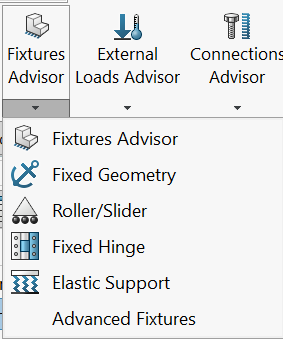 Fixtures
Advisor
External
Loads Advisor
Connections
Advisor
Fixtures Advisor
Fixed Geometry
Roller/Slider
Fixed Hinge
Elastic Support
Advanced Fixtures